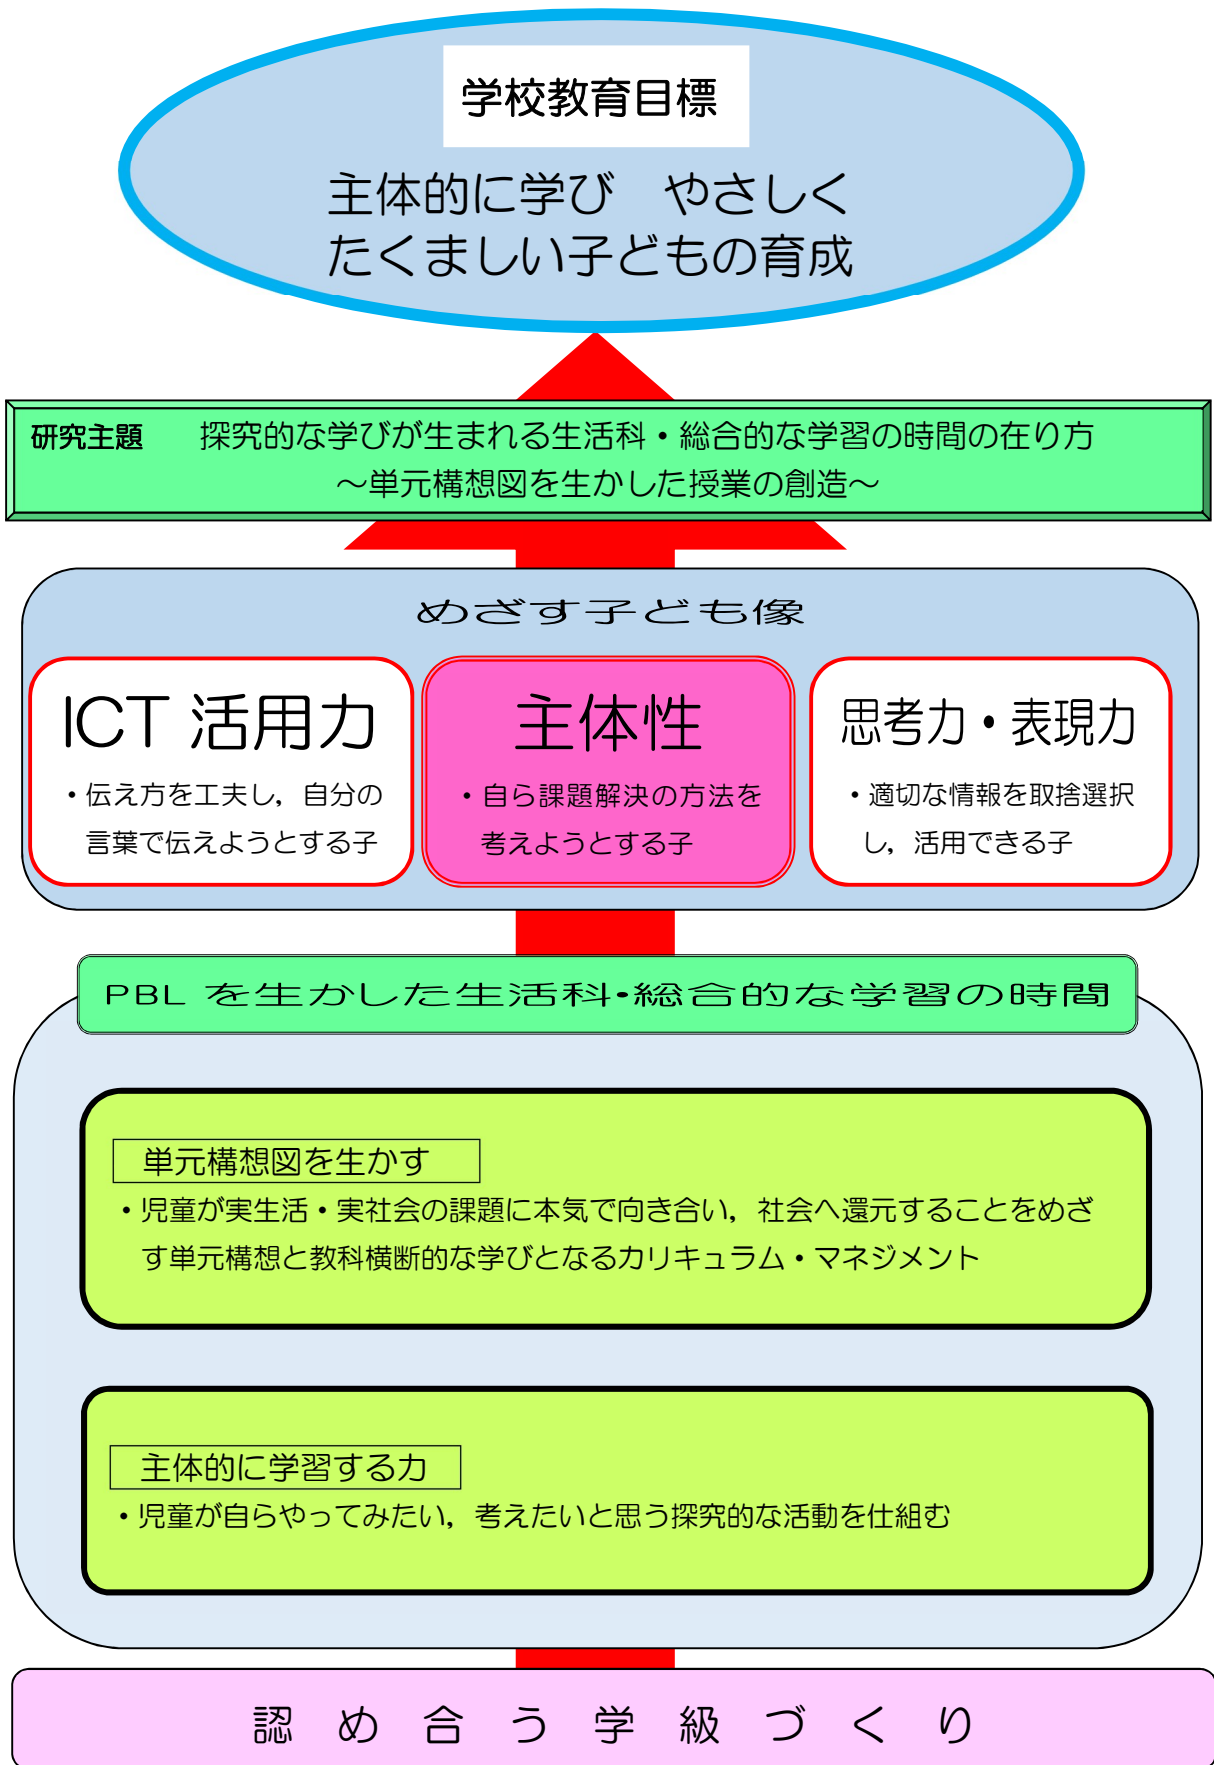 学校教育目標
主体的に学び　やさしく
たくましい子どもの育成
研究主題　　探究的な学びが生まれる生活科・総合的な学習の時間の在り方
～単元構想図を生かした授業の創造～
めざす子ども像
ICT 活用力
・伝え方を工夫し，自分の
言葉で伝えようとする子
主体性
・自ら課題解決の方法を
考えようとする子
思考力・表現力
・適切な情報を取捨選択
し，活用できる子
PBL を生かした生活科・総合的な学習の時間
単元構想図を生かす
・児童が実生活・実社会の課題に本気で向き合い，社会へ還元することをめざ
す単元構想と教科横断的な学びとなるカリキュラム・マネジメント
主体的に学習する力
・児童が自らやってみたい，考えたいと思う探究的な活動を仕組む
認　め　合　う　学　級　づ　く　り